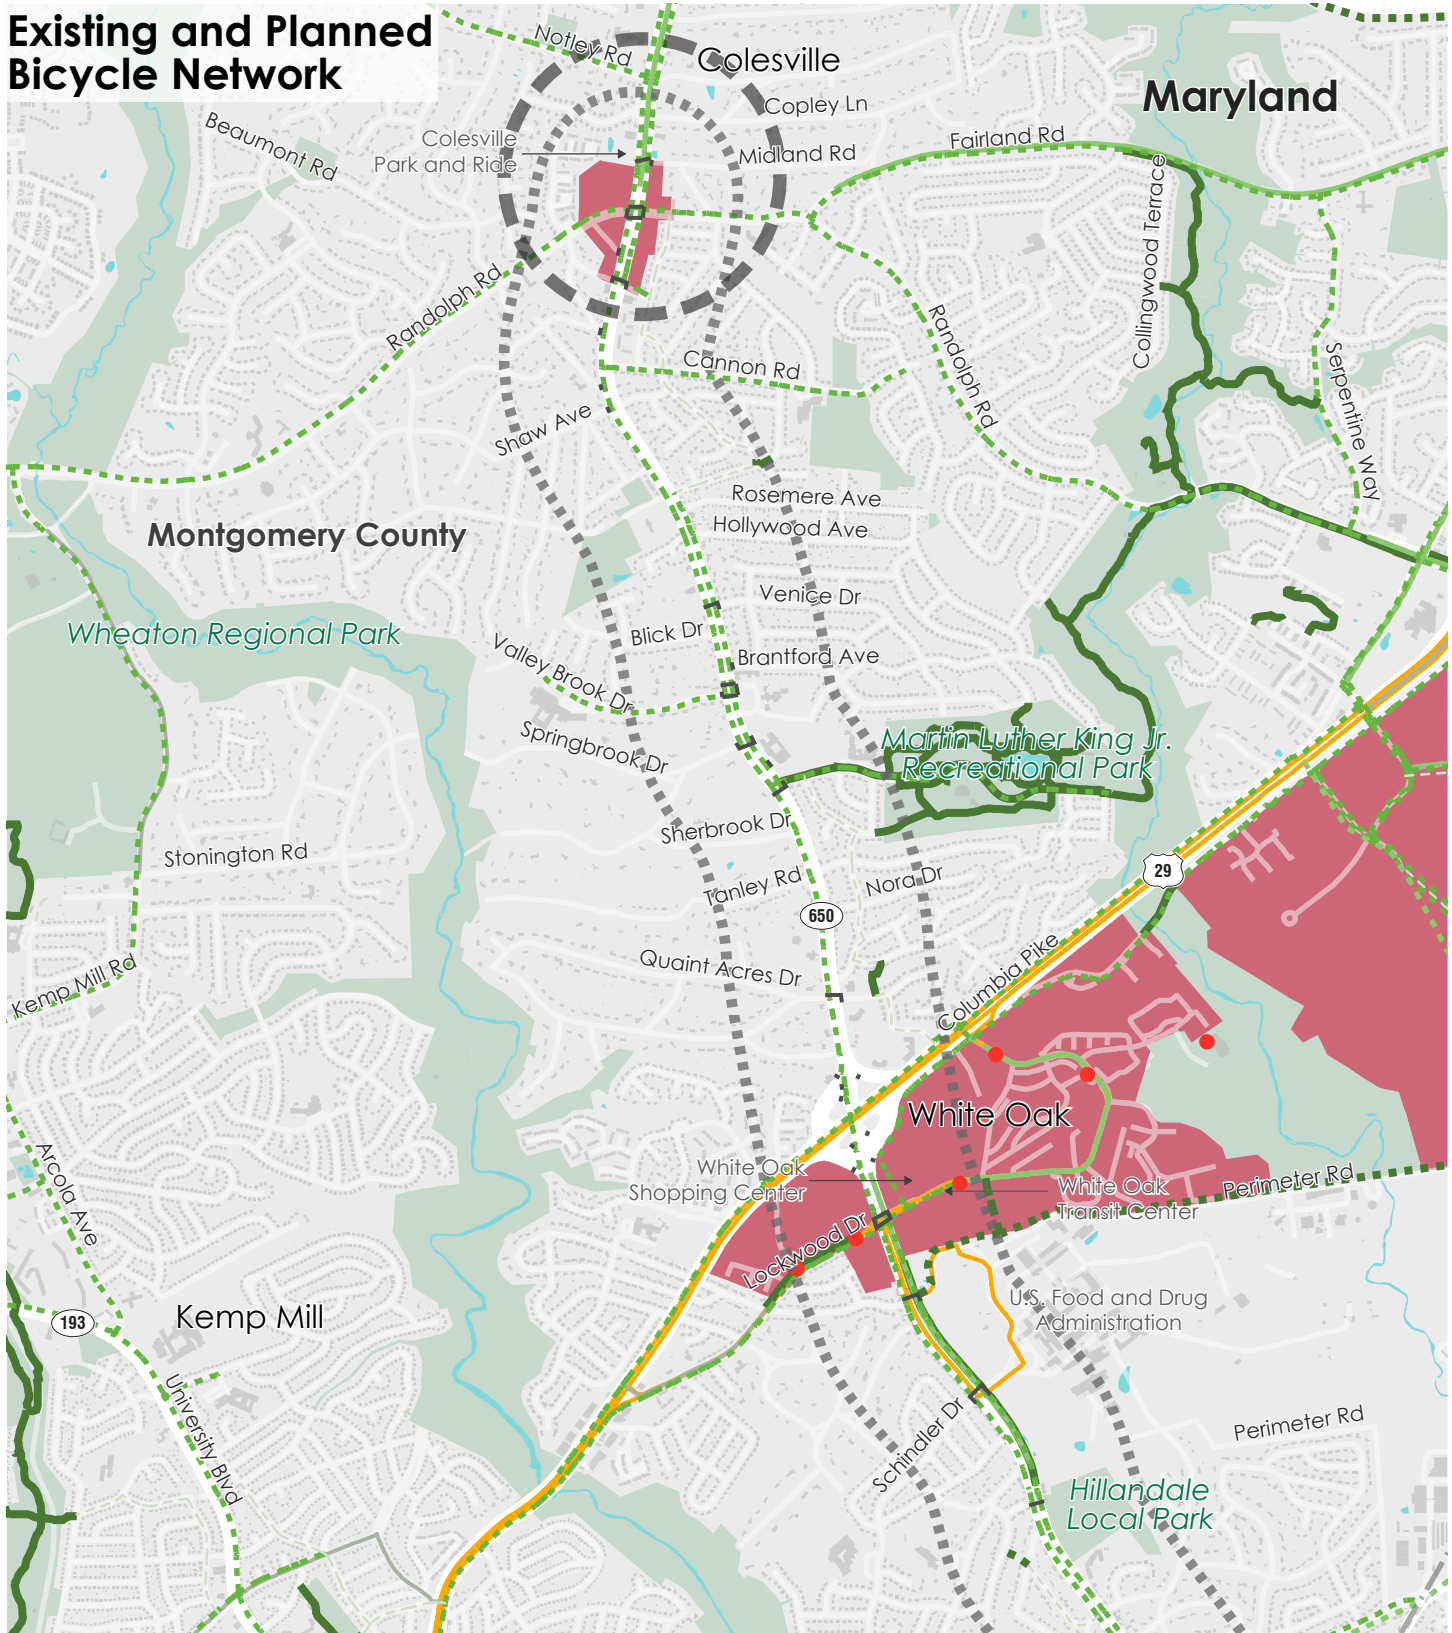 Existing and Planned
Bicycle Network
Notley Rd
Colesville
Maryland
Copley Ln
Beaumont Rd
Colesville
Park and Ride
Midland Rd
Fairland Rd
Collingwood Terrace
Randolph Rd
Randolph Rd
Cannon Rd
Serpentine Way
Shaw Ave
Rosemere Ave
Hollywood Ave
Montgomery County
Venice Dr
Wheaton Regional Park
Blick Dr
Valley Brook Dr
Brantford Ave
Springbrook Dr
Martin Luther King Jr.
Recreational Park
Sherbrook Dr
Stonington Rd
29
Tanley Rd
Nora Dr
650
Quaint Acres Dr
Columbia Pike
Kemp Mill Rd
White Oak
White Oak
Shopping Center
White Oak
Transit Center
Perimeter Rd
Arcola Ave
Lockwood Dr
U.S. Food and Drug
Administration
193
Kemp Mill
University Blvd
Schindler Dr
Perimeter Rd
Hillandale
Local Park